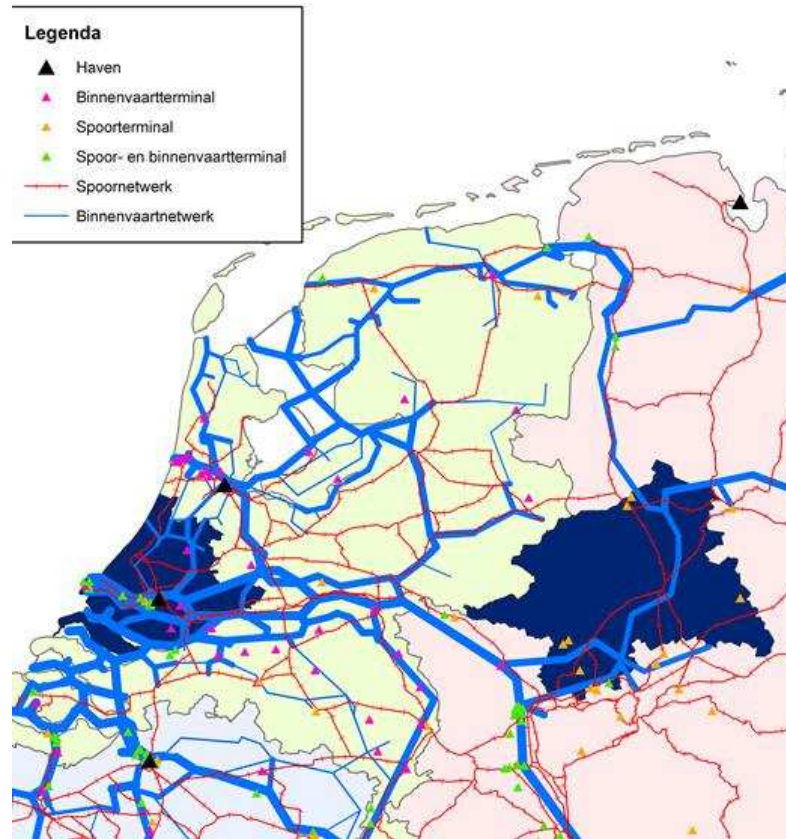 Legenda
Haven
Binnenvaartterminal
Spoorterminal
Spoor- en binnenvaartterminal
Spoornetwerk
Binnenvaartnetwerk